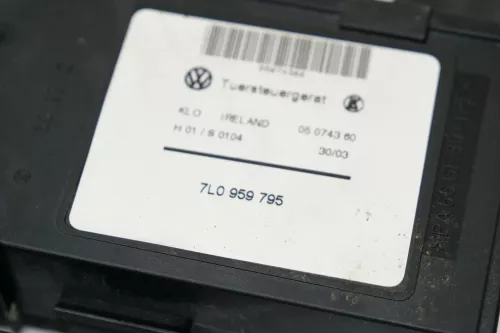 Tuersteuergeraet
KLO IRELAND 05 0743 60
H 01 / S 0104 30/03
7L0 959 795